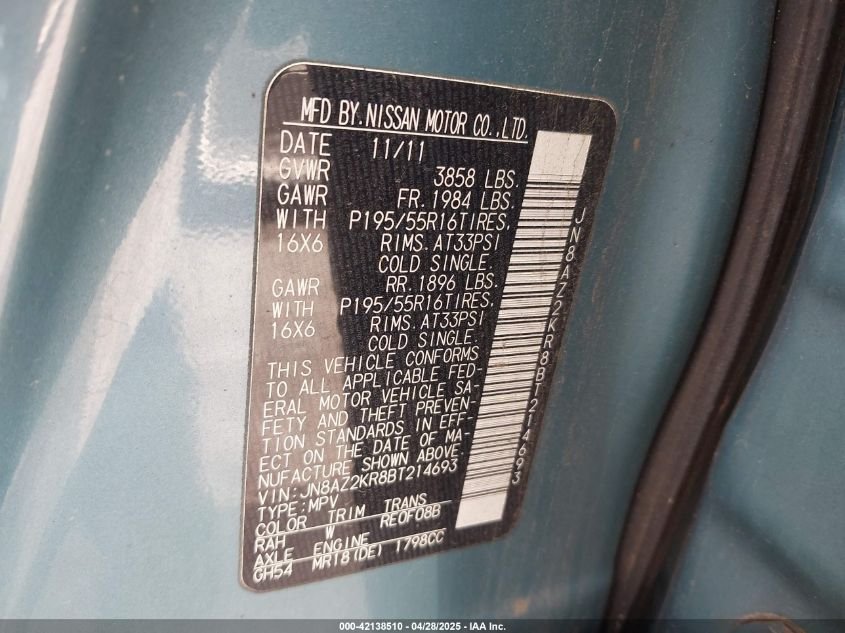 MFD BY.NISSAN MOTOR CO.,LTD.
DATE 11/11
GVWR 3858 LBS.
GAWR FR. 1984 LBS.
WITH P195/55R16TIRES,
16X6 RIMS.AT33PSI
COLD SINGLE.
GAWR RR. 1896 LBS.
WITH P195/55R16TIRES,
16X6 RIMS.AT33PSI
COLD SINGLE.
THIS VEHICLE CONFORMS
TO ALL APPLICABLE FED-
ERAL MOTOR VEHICLE SA-
FETY AND THEFT PREVEN-
TION STANDARDS IN EFF-
ECT ON THE DATE OF MA-
NUFACTURE SHOWN ABOVE.
VIN:JN8AZ2KR8BT214693
TYPE:MPV
COLOR TRIM TRANS
RAH W RE0F08B
AXLE ENGINE
GH54 MR18(DE) 1798CC
JN8AZ2KR8BT214693
000-42138510 - 04/28/2025 - IAA Inc.